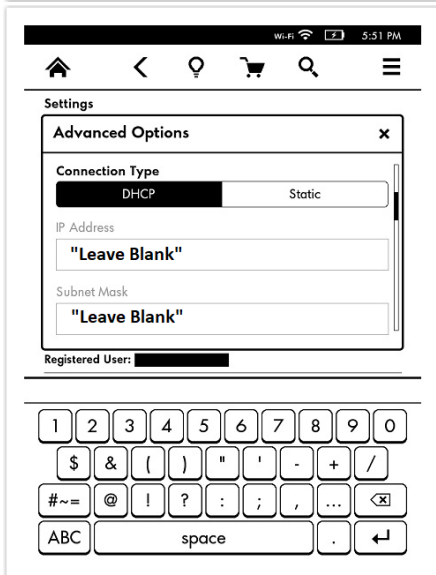 Wi-Fi 5:51 PM
Settings
Advanced Options ×
Connection Type
DHCP Static
IP Address
"Leave Blank"
Subnet Mask
"Leave Blank"
Registered User:
1 2 3 4 5 6 7 8 9 0
$ & ( ) " ' - + /
#~= @ ! ? : ; , ...
ABC space .